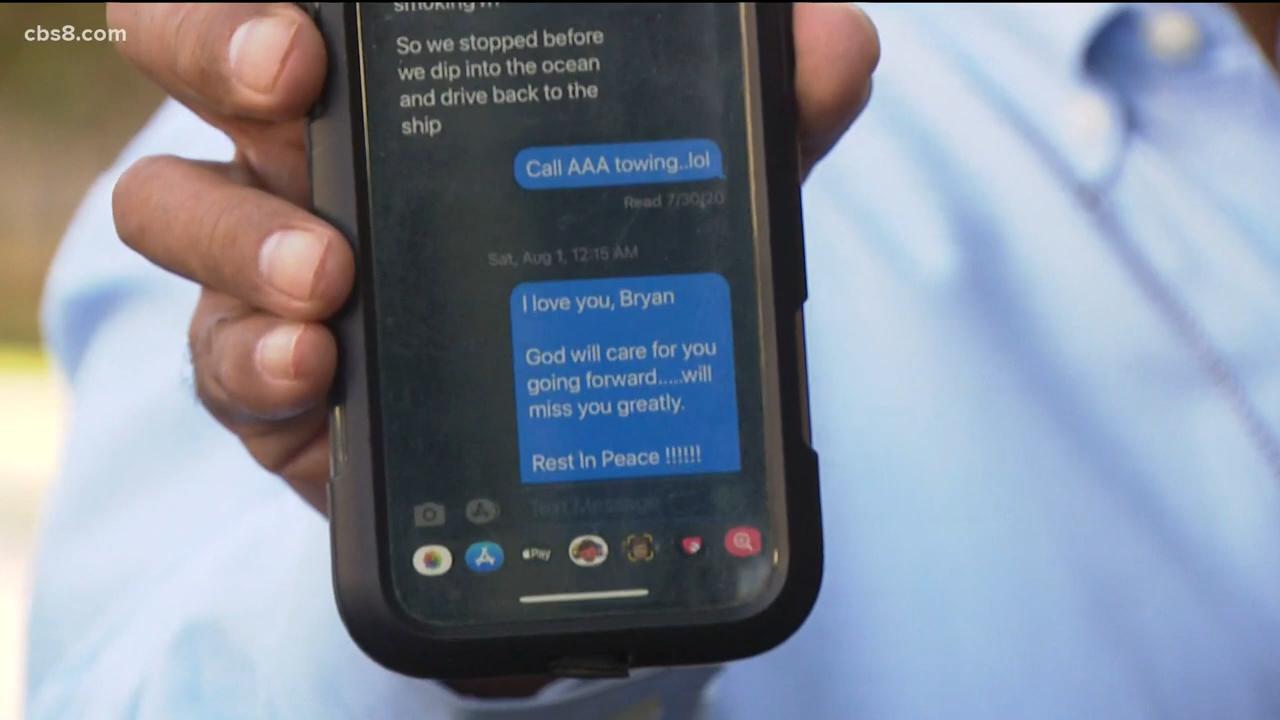 cbs8.com
So we stopped before
we dip into the ocean
and drive back to the
ship
Call AAA towing..lol
Read 7/30/20
Sat, Aug 1, 12:15 AM
I love you, Bryan
God will care for you
going forward.....will
miss you greatly.
Rest In Peace !!!!!!
Text Message
Pay